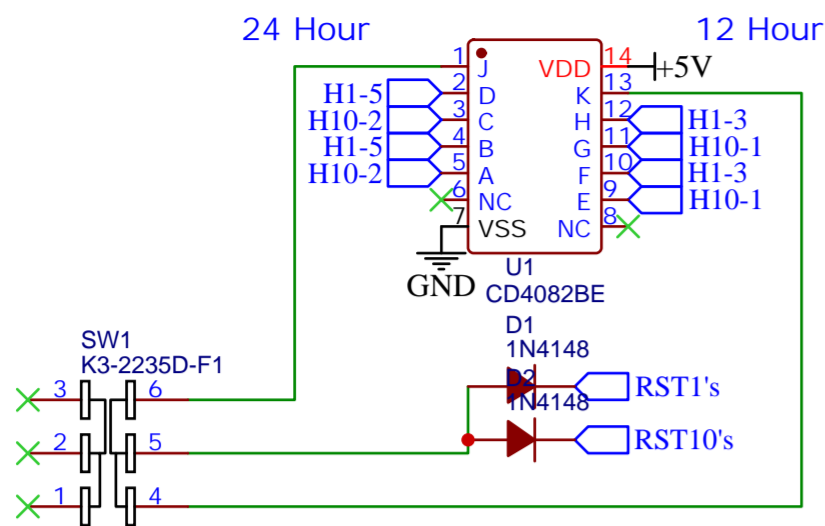 24 Hour
12 Hour
1 J
VDD 14
+5V
H1-5 2 D
K 13
H10-2 3 C
H 12 H1-3
H1-5 4 B
G 11 H10-1
H10-2 5 A
F 10 H1-3
6 NC
E 9 H10-1
7 VSS
NC 8
GND
U1
CD4082BE
D1
1N4148
D2
1N4148
RST1's
RST10's
SW1
K3-2235D-F1
3 6
2 5
1 4